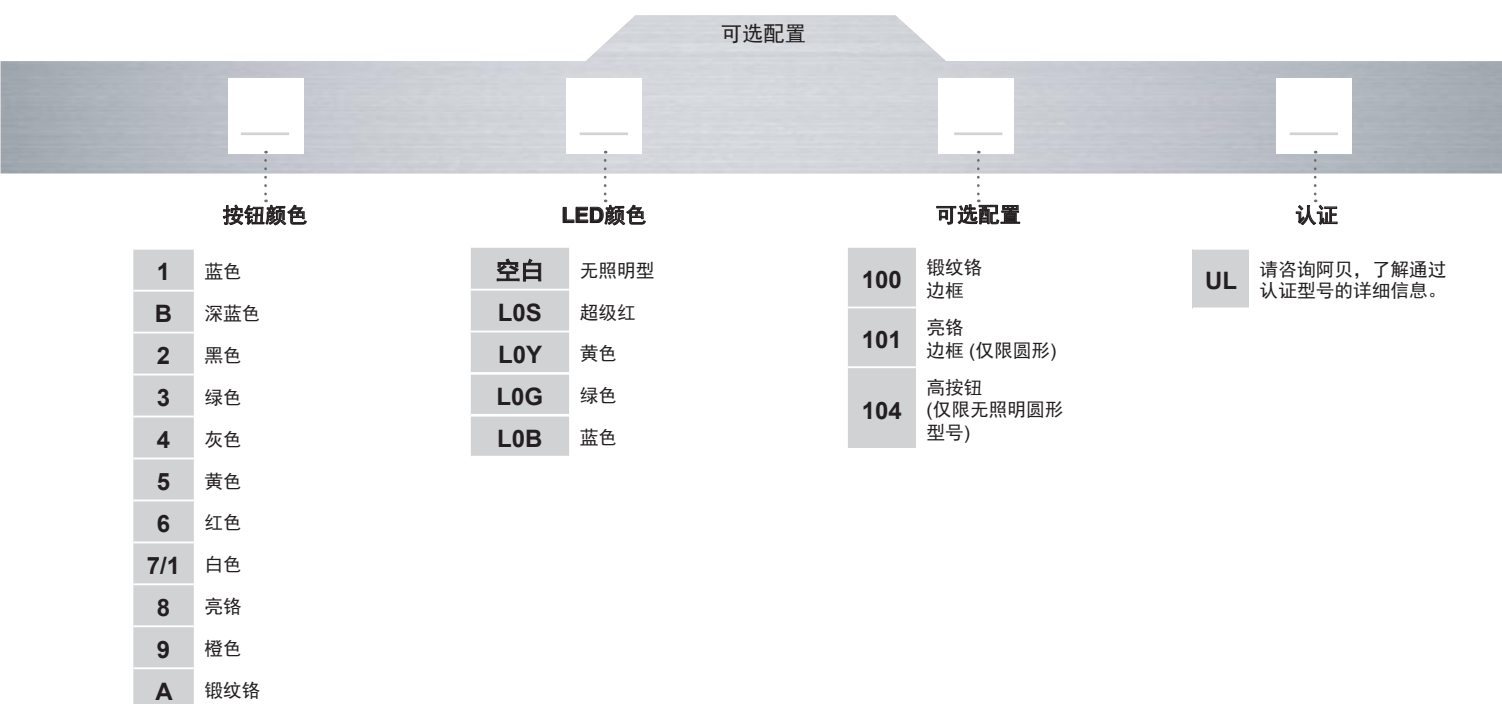 可选配置
按钮颜色
1 蓝色
B 深蓝色
2 黑色
3 绿色
4 灰色
5 黄色
6 红色
7/1 白色
8 亮铬
9 橙色
A 锻纹铬
LED颜色
空白 无照明型
L0S 超级红
L0Y 黄色
L0G 绿色
L0B 蓝色
可选配置
100 锻纹铬
边框
101 亮铬
边框 (仅限圆形)
104 高按钮
(仅限无照明圆形
型号)
认证
UL 请咨询阿贝，了解通过
认证型号的详细信息。